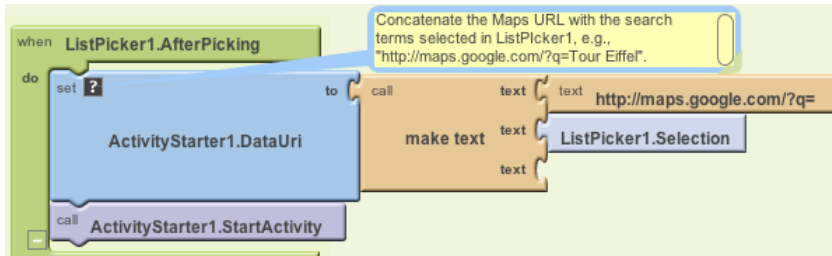 Concatenate the Maps URL with the search
terms selected in ListPIcker1, e.g.,
"http://maps.google.com/?q=Tour Eiffel".
when ListPicker1.AfterPicking
do
set ? to
ActivityStarter1.DataUri
call text
make text text
text
text http://maps.google.com/?q=
ListPicker1.Selection
call ActivityStarter1.StartActivity